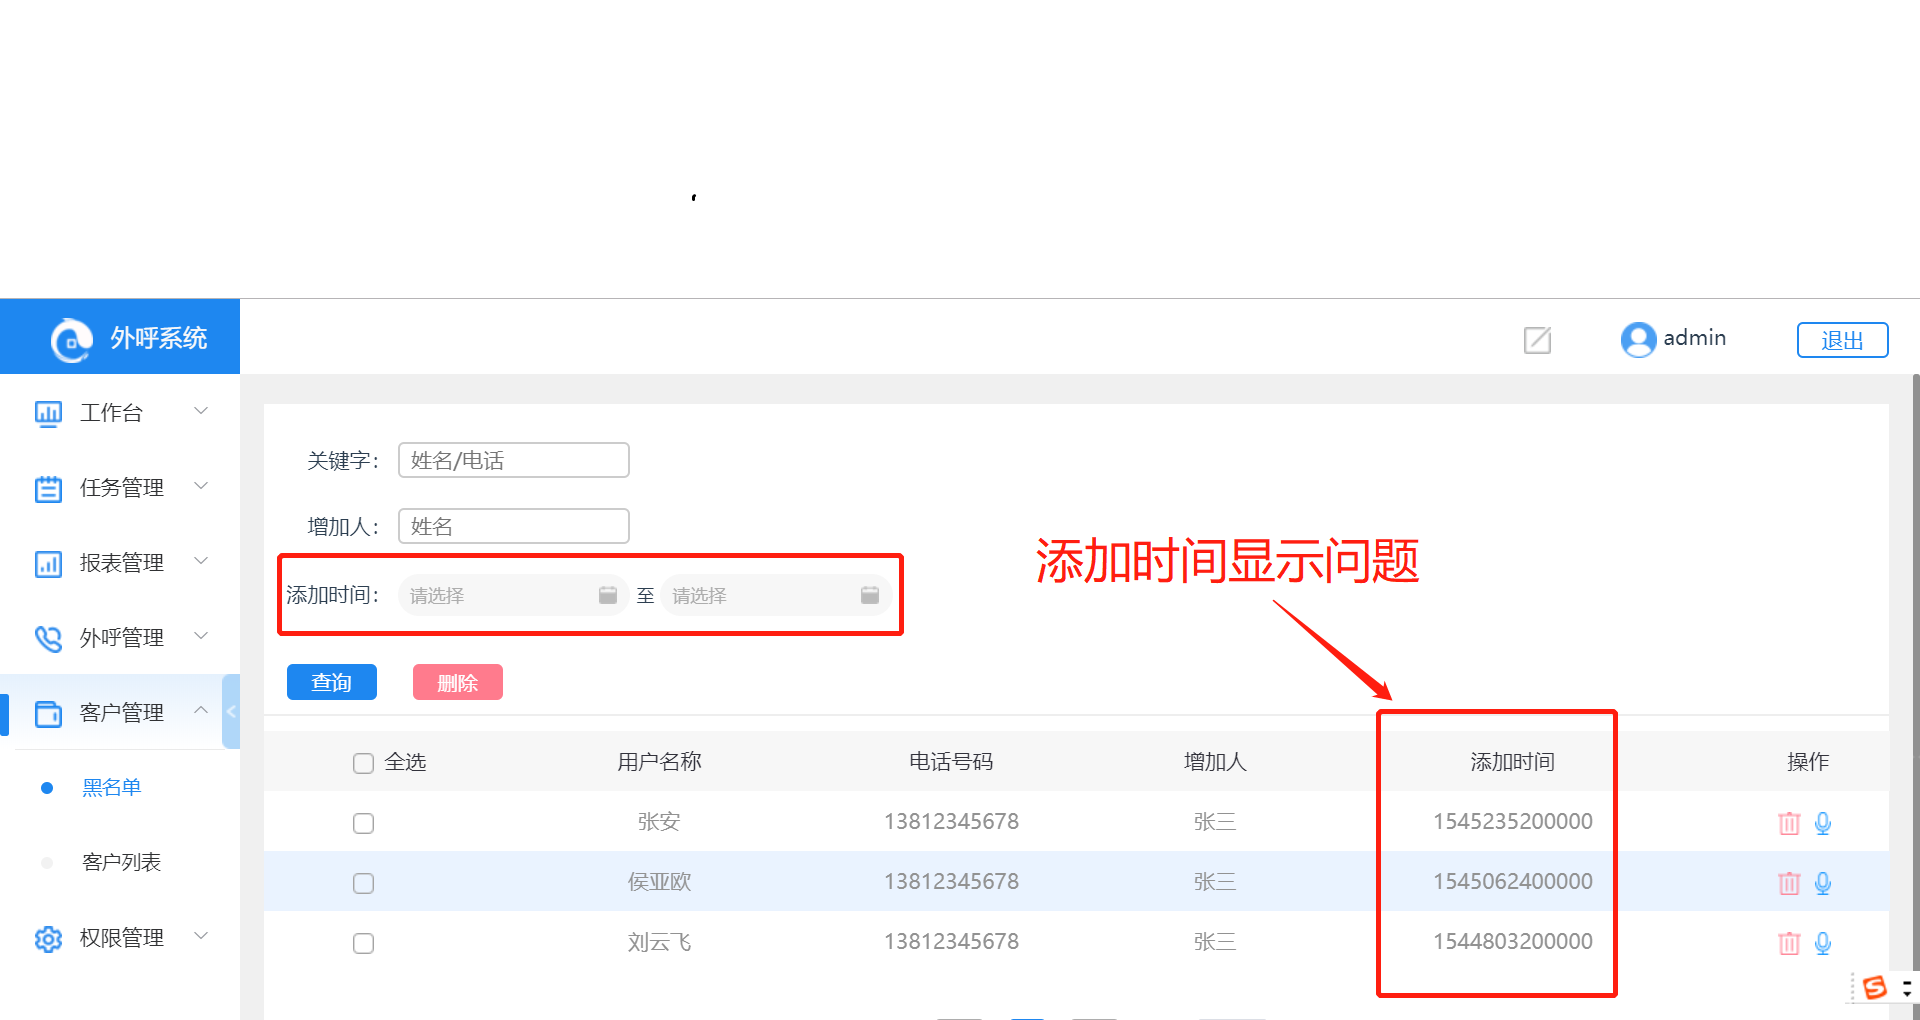 外呼系统
admin
退出
工作台
任务管理
报表管理
外呼管理
客户管理
黑名单
客户列表
权限管理
关键字： 姓名/电话
增加人： 姓名
添加时间： 请选择 至 请选择
添加时间显示问题
查询 删除
全选 用户名称 电话号码 增加人 添加时间 操作
张安 13812345678 张三 1545235200000
侯亚欧 13812345678 张三 1545062400000
刘云飞 13812345678 张三 1544803200000